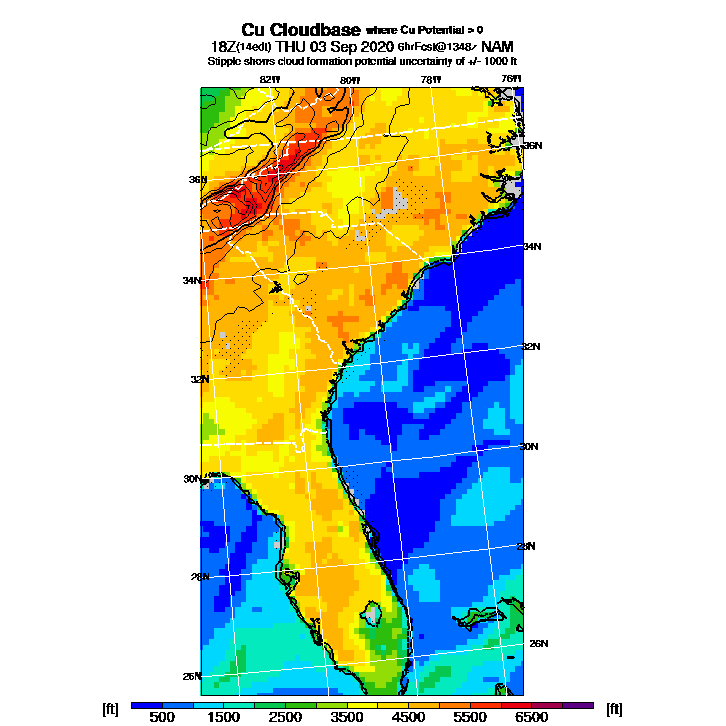 Cu Cloudbase where Cu Potential > 0
18Z(14edt) THU 03 Sep 2020 6hrFcst@1348z NAM
Stipple shows cloud formation potential uncertainty of +/- 1000 ft
82W 80W 78W 76W
36N
36N
34N
34N
32N
32N
30N
30N
28N
28N
26N
26N
[ft] 500 1500 2500 3500 4500 5500 6500 [ft]